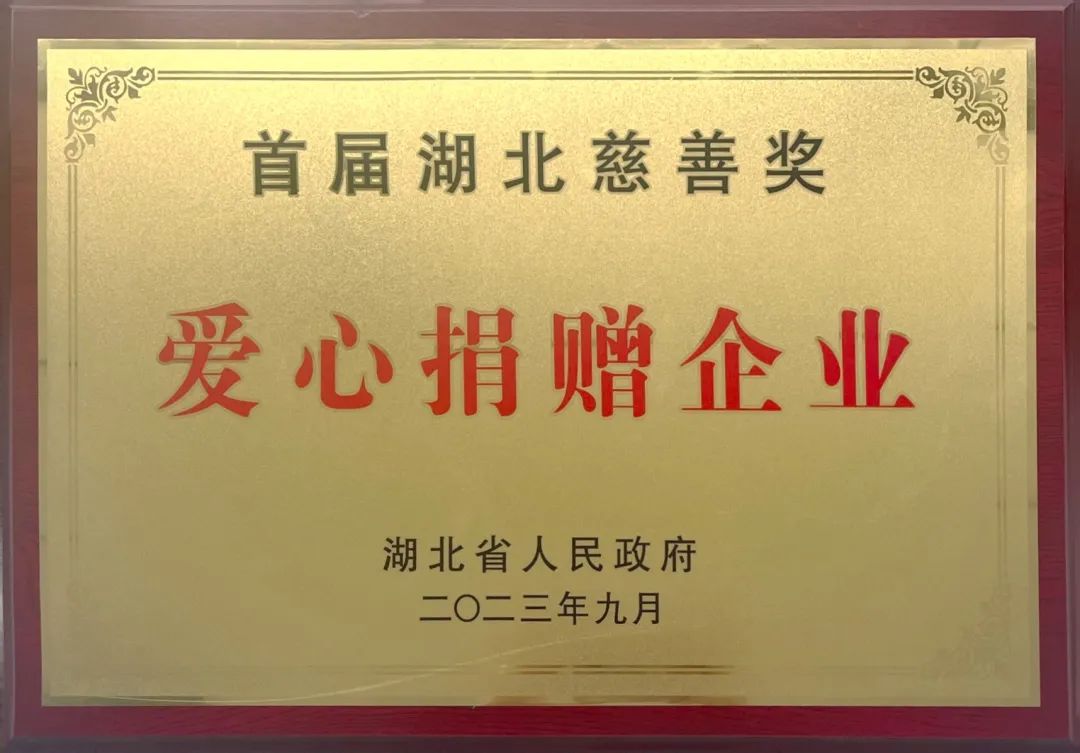 首届湖北慈善奖
爱心捐赠企业
湖北省人民政府
二〇二三年九月